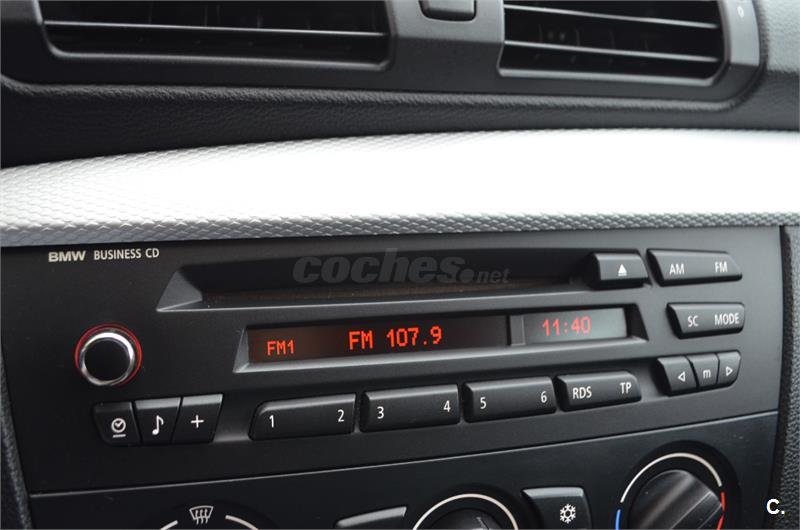 0
BMW BUSINESS CD
coches.net
AM FM
FM1 FM 107.9 11:40
SC MODE
m
1 2 3 4 5 6 RDS TP
C.